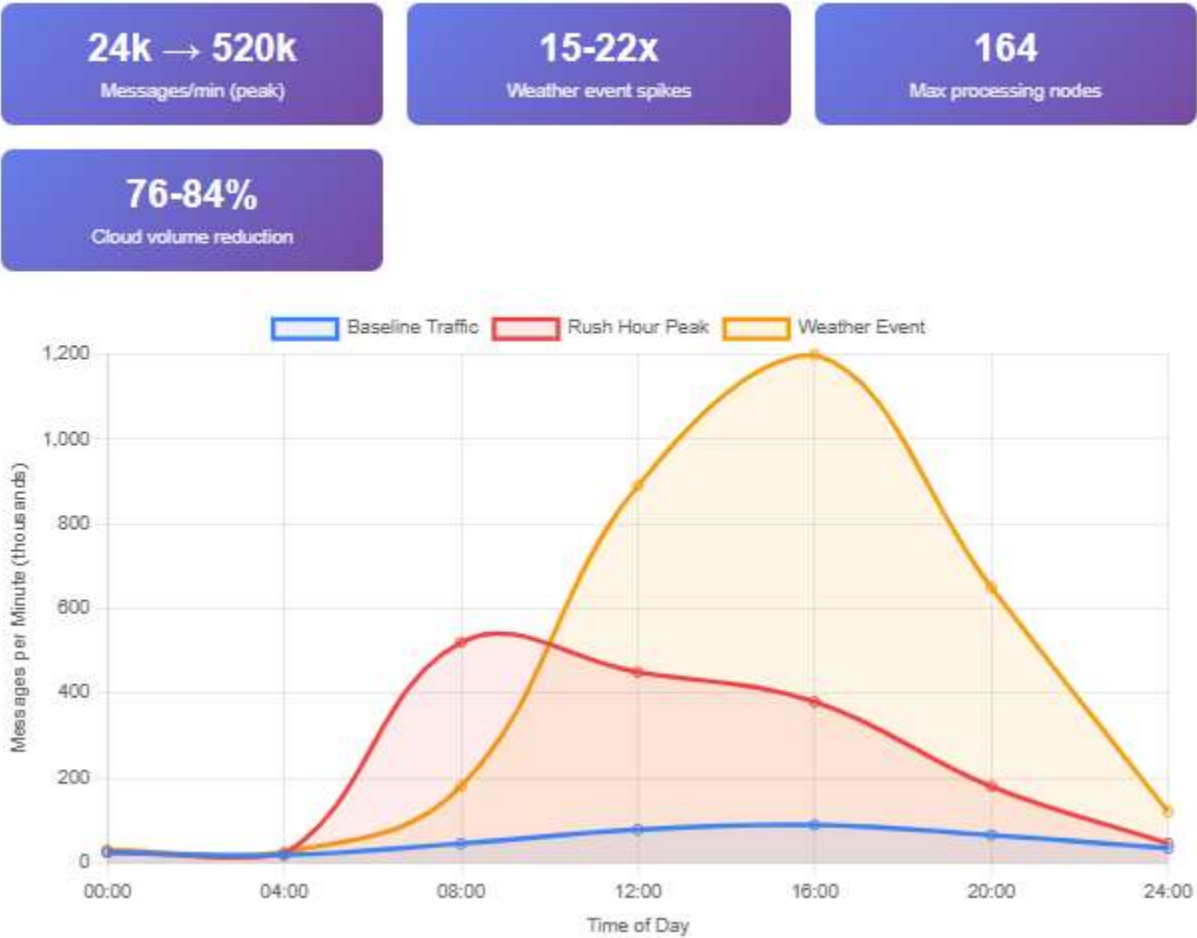 24k → 520k
Messages/min (peak)
15-22x
Weather event spikes
164
Max processing nodes
76-84%
Cloud volume reduction
Baseline Traffic
Rush Hour Peak
Weather Event
Messages per Minute (thousands)
1,200
1,000
800
600
400
200
0
00:00
04:00
08:00
12:00
16:00
20:00
24:00
Time of Day